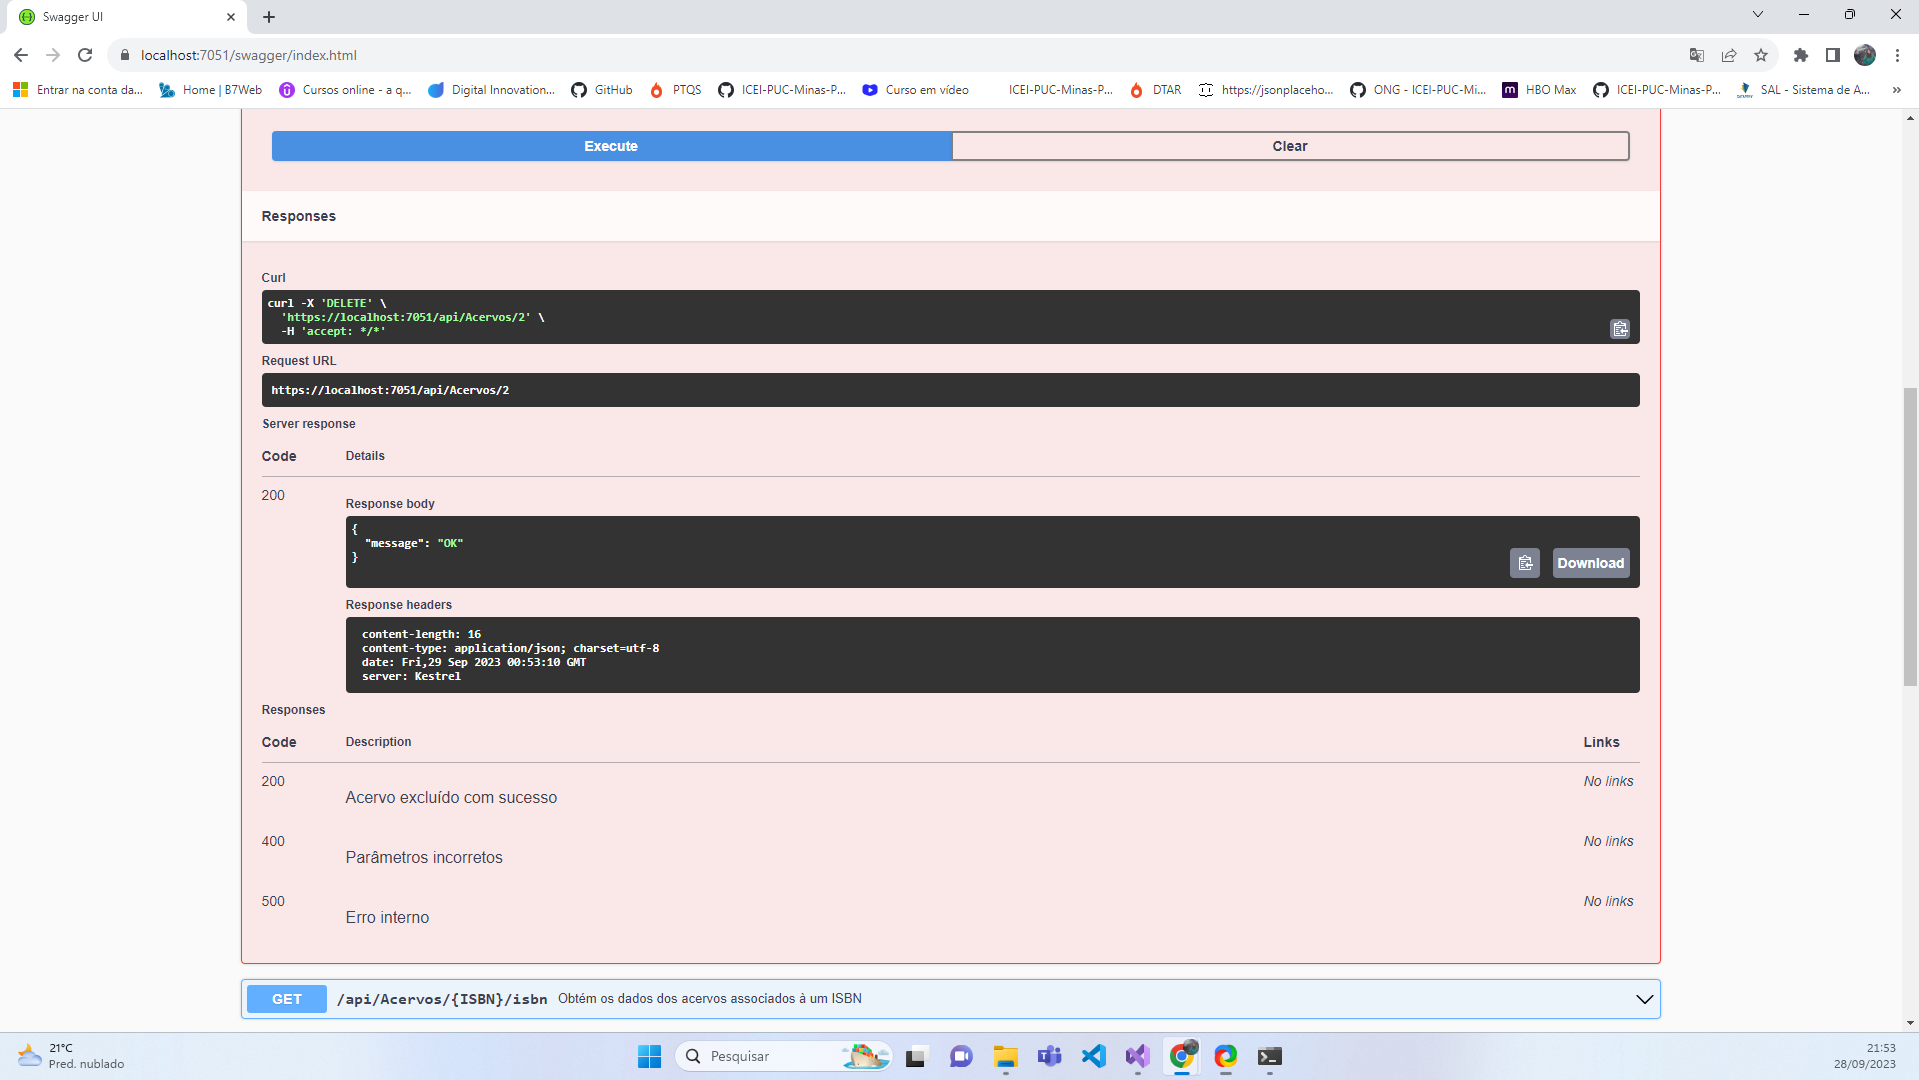 Swagger UI
localhost:7051/swagger/index.html
Entrar na conta da...
Home | B7Web
Cursos online - a q...
Digital Innovation...
GitHub
PTQS
ICEI-PUC-Minas-P...
Curso em vídeo
ICEI-PUC-Minas-P...
DTAR
https://jsonplaceho...
ONG - ICEI-PUC-Mi...
HBO Max
ICEI-PUC-Minas-P...
SAL - Sistema de A...
»
Execute
Clear
Responses
Curl
curl -X 'DELETE' \
'https://localhost:7051/api/Acervos/2' \
-H 'accept: */*'
Request URL
https://localhost:7051/api/Acervos/2
Server response
Code Details
200
Response body
{
"message": "OK"
}
Download
Response headers
content-length: 16
content-type: application/json; charset=utf-8
date: Fri,29 Sep 2023 00:53:10 GMT
server: Kestrel
Responses
Code Description Links
200 No links
Acervo excluído com sucesso
400 No links
Parâmetros incorretos
500 No links
Erro interno
GET /api/Acervos/{ISBN}/isbn Obtém os dados dos acervos associados à um ISBN
21°C
Pred. nublado
Pesquisar
21:53
28/09/2023